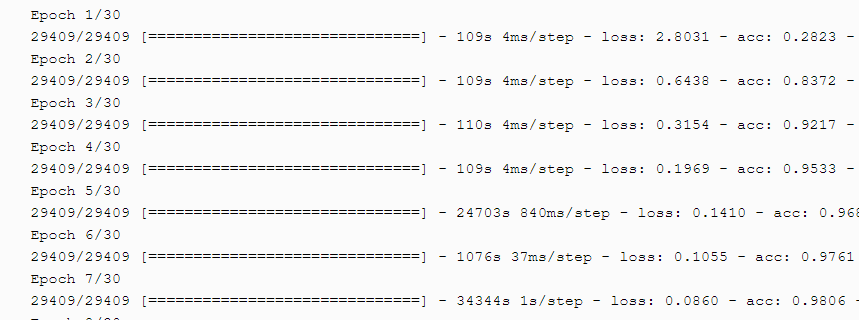 Epoch 1/30
29409/29409 [==============================] - 109s 4ms/step - loss: 2.8031 - acc: 0.2823 -
Epoch 2/30
29409/29409 [==============================] - 109s 4ms/step - loss: 0.6438 - acc: 0.8372 -
Epoch 3/30
29409/29409 [==============================] - 110s 4ms/step - loss: 0.3154 - acc: 0.9217 -
Epoch 4/30
29409/29409 [==============================] - 109s 4ms/step - loss: 0.1969 - acc: 0.9533 -
Epoch 5/30
29409/29409 [==============================] - 24703s 840ms/step - loss: 0.1410 - acc: 0.968
Epoch 6/30
29409/29409 [==============================] - 1076s 37ms/step - loss: 0.1055 - acc: 0.9761
Epoch 7/30
29409/29409 [==============================] - 34344s 1s/step - loss: 0.0860 - acc: 0.9806 -